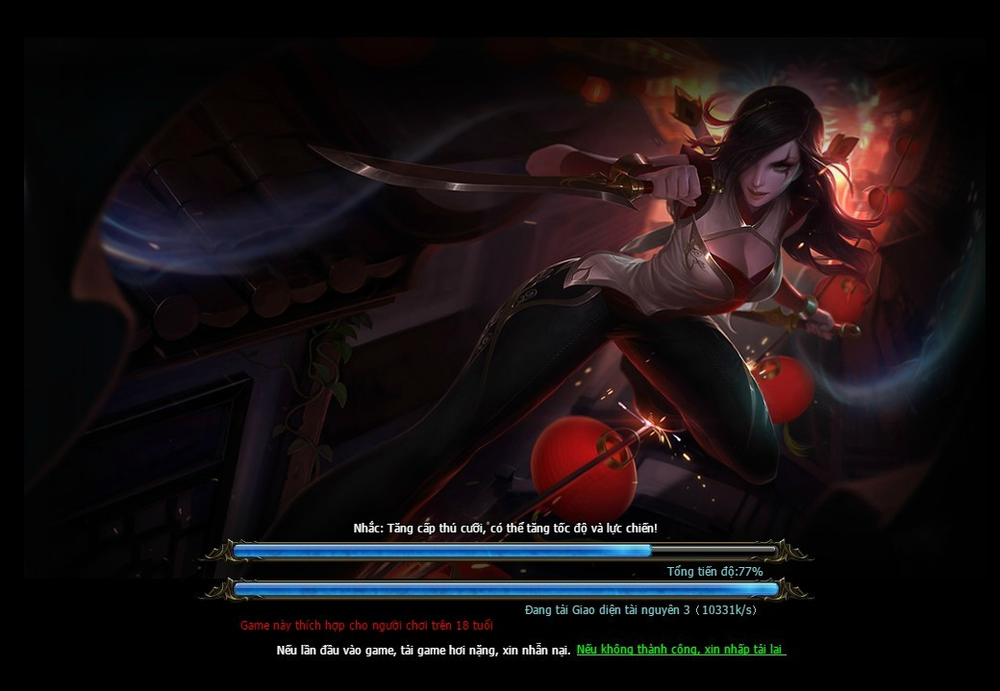 Nhắc: Tăng cấp thú cưỡi, có thể tăng tốc độ và lực chiến!
Tổng tiến độ:77%
Đang tải Giao diện tài nguyên 3（10331k/s）
Game này thích hợp cho người chơi trên 18 tuổi
Nếu lần đầu vào game, tải game hơi nặng, xin nhẫn nại. Nếu không thành công, xin nhấp tải lại